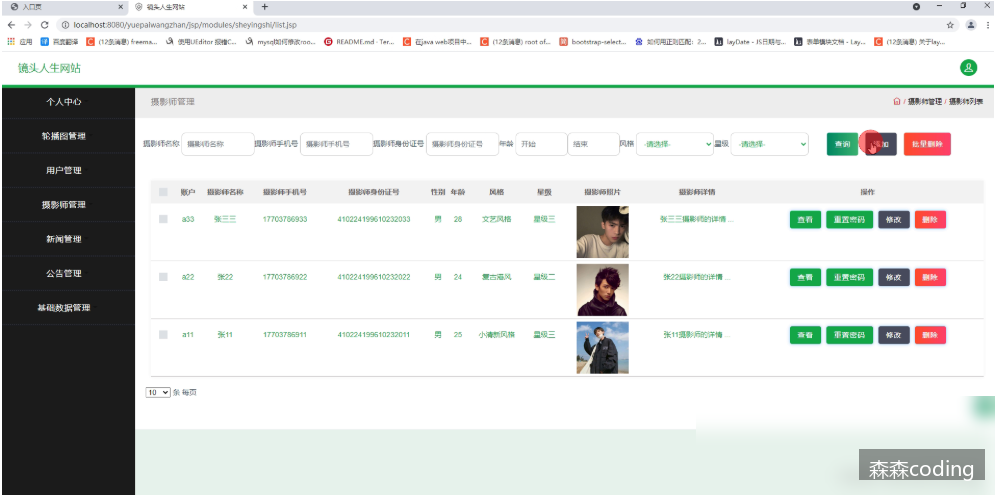 入口页
镜头人生网站
localhost:8080/yuepaiwangzhan/jsp/modules/sheyingshi/list.jsp
应用 百度翻译 (12条消息) freema... 使用UEditor 报错C... mysql如何修改roo... README.md · Ter... 在java web项目中... (12条消息) root of... bootstrap-select... 如何用正则匹配: 2... layDate - JS日期与... 表单模块文档 - Lay... (12条消息) 关于lay...
镜头人生网站
个人中心
轮播图管理
用户管理
摄影师管理
新闻管理
公告管理
基础数据管理
摄影师管理
/ 摄影师管理 / 摄影师列表
摄影师名称 摄影师名称 摄影师手机号 摄影师手机号 摄影师身份证号 摄影师身份证号 年龄 开始 结束 风格 -请选择- 星级 -请选择- 查询 添加 批量删除
账户 摄影师名称 摄影师手机号 摄影师身份证号 性别 年龄 风格 星级 摄影师照片 摄影师详情 操作
a33 张三三 17703786933 410224199610232033 男 28 文艺风格 星级三 张三三摄影师的详情 ... 查看 重置密码 修改 删除
a22 张22 17703786922 410224199610232022 男 24 复古港风 星级二 张22摄影师的详情 ... 查看 重置密码 修改 删除
a11 张11 17703786911 410224199610232011 男 25 小清新风格 星级三 张11摄影师的详情 ... 查看 重置密码 修改 删除
10 条 每页
森森coding